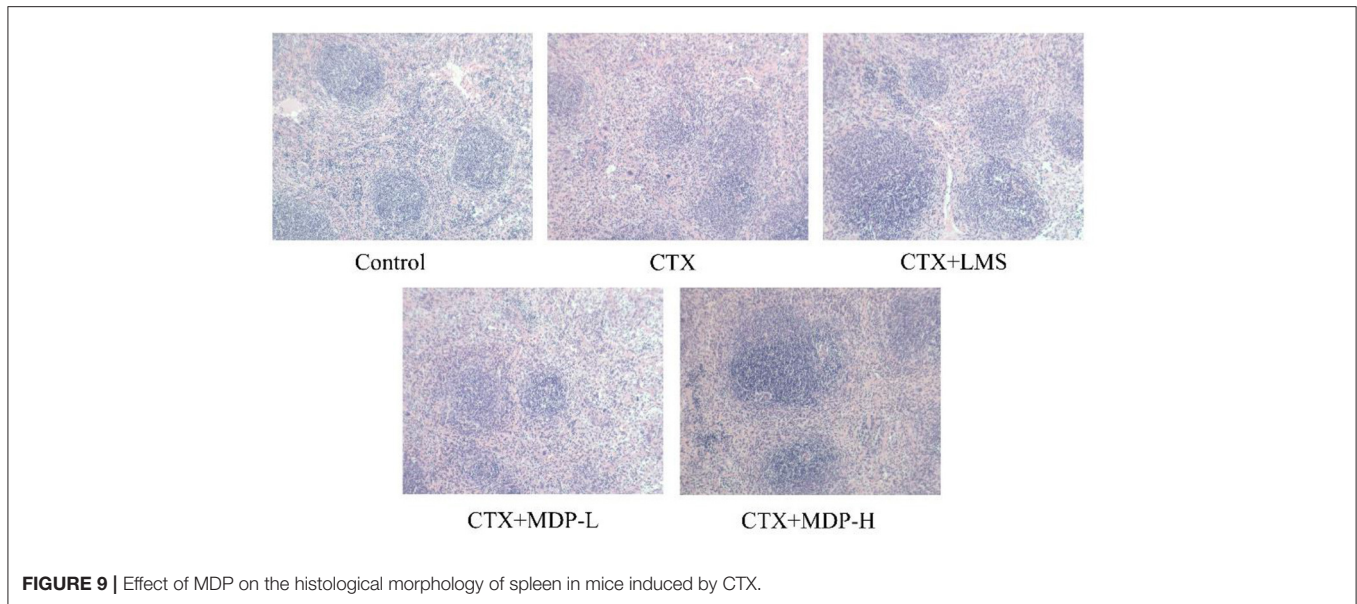 Control
CTX
CTX+LMS
CTX+MDP-L
CTX+MDP-H
FIGURE 9 | Effect of MDP on the histological morphology of spleen in mice induced by CTX.